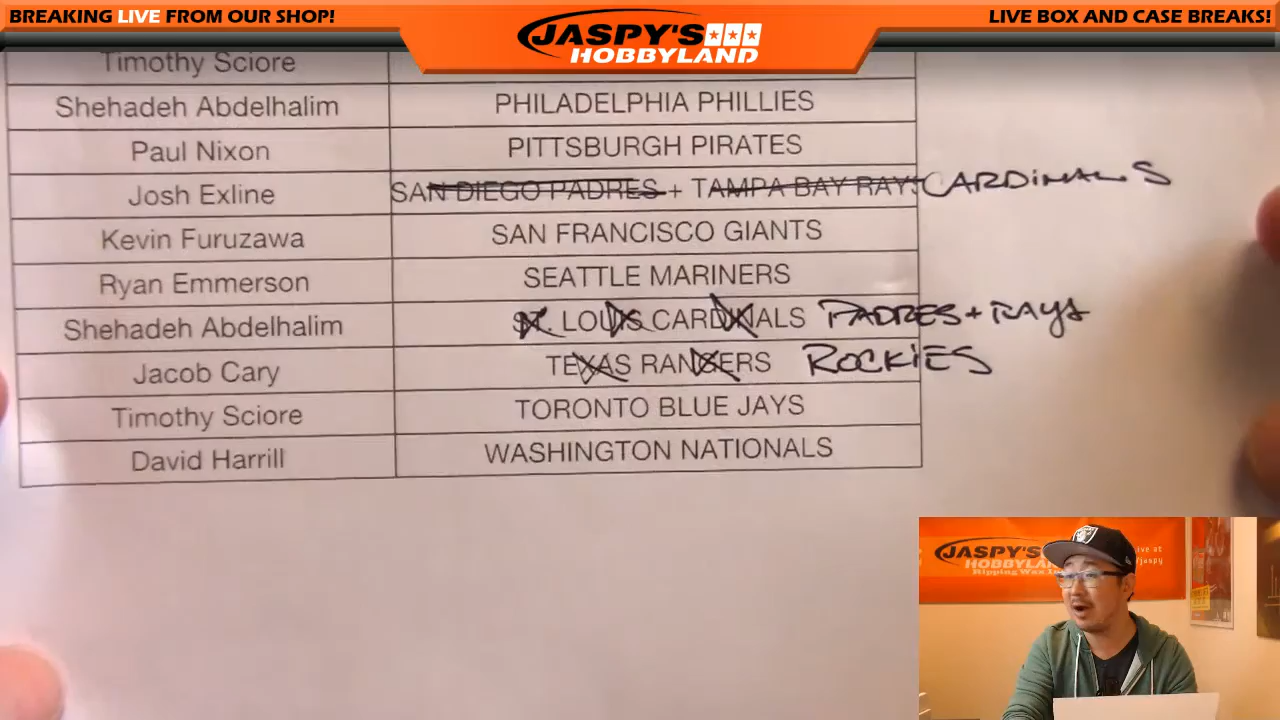 BREAKING LIVE FROM OUR SHOP!
JASPY'S
HOBBYLAND
LIVE BOX AND CASE BREAKS!
Timothy Sciore
Shehadeh Abdelhalim PHILADELPHIA PHILLIES
Paul Nixon PITTSBURGH PIRATES
Josh Exline SAN DIEGO PADRES + TAMPA BAY RAYS CARDINALS
Kevin Furuzawa SAN FRANCISCO GIANTS
Ryan Emmerson SEATTLE MARINERS
Shehadeh Abdelhalim ST. LOUIS CARDINALS PADRES + RAYS
Jacob Cary TEXAS RANGERS ROCKIES
Timothy Sciore TORONTO BLUE JAYS
David Harrill WASHINGTON NATIONALS
JASPY'S
HOBBYLAND
Ripping Wax